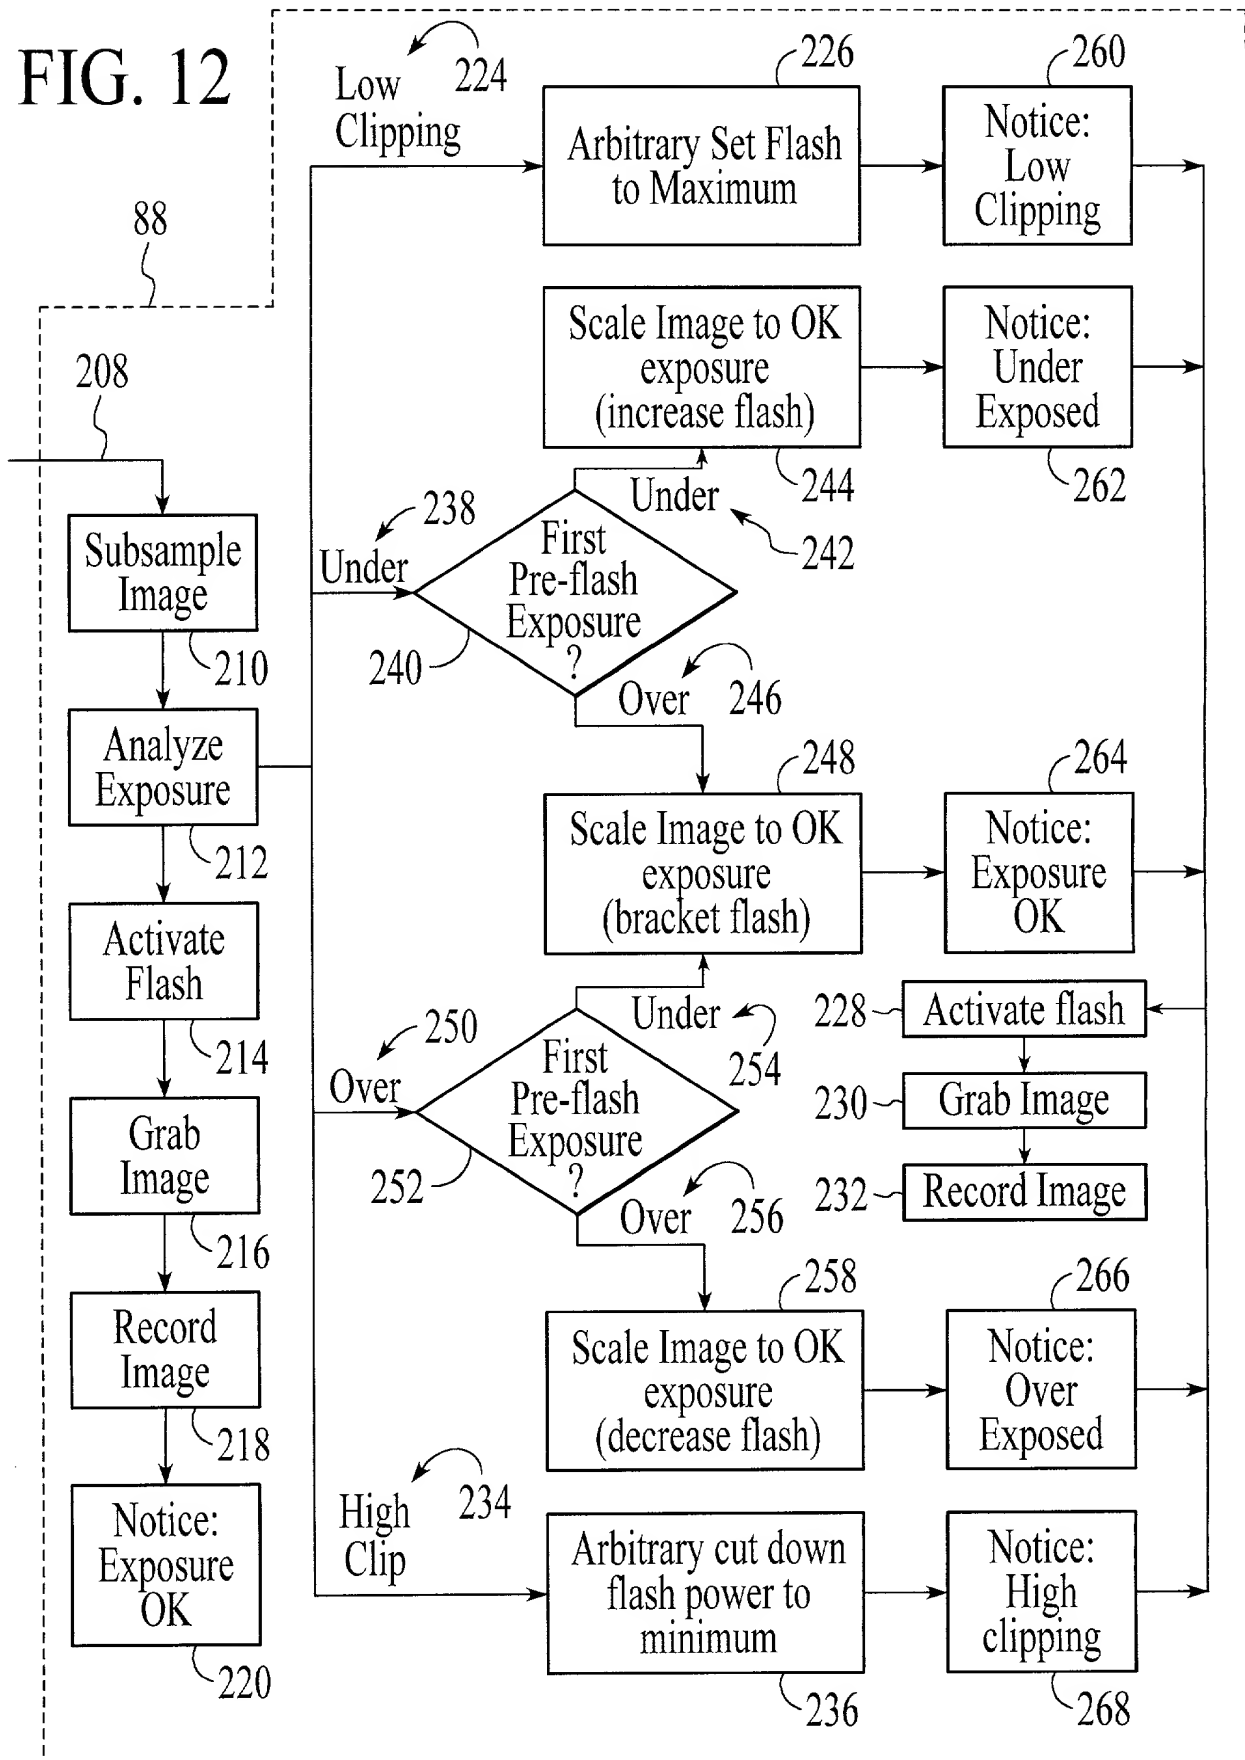 FIG. 12
88
208
Subsample
Image
210
Analyze
Exposure
212
Activate
Flash
214
Grab
Image
216
Record
Image
218
Notice:
Exposure
OK
220
Low
Clipping
224
226
Arbitrary Set Flash
to Maximum
260
Notice:
Low
Clipping
Scale Image to OK
exposure
(increase flash)
244
Notice:
Under
Exposed
262
Under
238
First
Pre-flash
Exposure
?
240
Under
242
Over
246
248
Scale Image to OK
exposure
(bracket flash)
264
Notice:
Exposure
OK
Over
250
First
Pre-flash
Exposure
?
252
Under
254
Over
256
228
Activate flash
230
Grab Image
232
Record Image
258
Scale Image to OK
exposure
(decrease flash)
266
Notice:
Over
Exposed
High
Clip
234
Arbitrary cut down
flash power to
minimum
236
Notice:
High
clipping
268